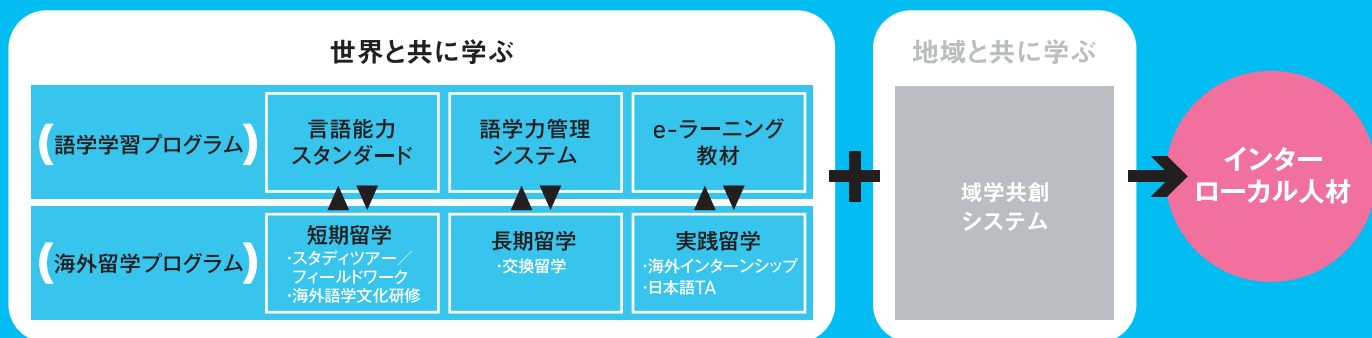 世界と共に学ぶ
(語学学習プログラム)
言語能力
スタンダード
語学力管理
システム
e-ラーニング
教材
(海外留学プログラム)
短期留学
・スタディツアー／
フィールドワーク
・海外語学文化研修
長期留学
・交換留学
実践留学
・海外インターンシップ
・日本語TA
+
地域と共に学ぶ
域学共創
システム
インター
ローカル人材